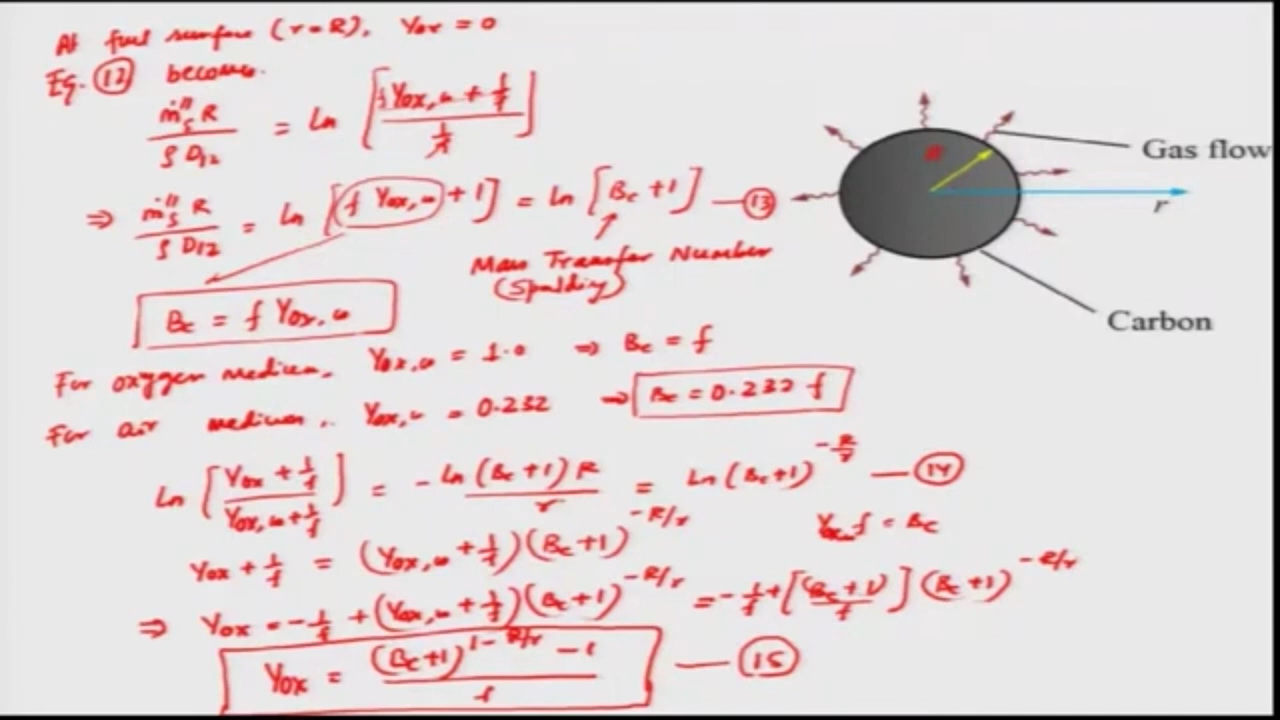 At fuel surface (r=R), Yox = 0
Eq. (12) becomes.
ṁ"s R / ρ D12 = ln [ (Yox,∞ + 1/f) / (1/f) ]
⇒ ṁ"s R / ρ D12 = ln [f Yox,∞ + 1] = ln [Bc + 1] — (13)
Mass Transfer Number
(Spalding)
Bc = f Yox,∞
For oxygen medium, Yox,∞ = 1.0 ⇒ Bc = f
For air medium, Yox,∞ = 0.232 ⇒ Bc = 0.232 f
ln [ (Yox + 1/f) / (Yox,∞ + 1/f) ] = - ln (Bc+1) R / r = ln (Bc+1)^(-R/r) — (14)
Yox,∞ f = Bc
Yox + 1/f = (Yox,∞ + 1/f) (Bc+1)^(-R/r)
⇒ Yox = -1/f + (Yox,∞ + 1/f) (Bc+1)^(-R/r) = -1/f + [(Bc+1)/f] (Bc+1)^(-R/r)
Yox = ((Bc+1)^(1-R/r) - 1) / f — (15)
R
Gas flow
r
Carbon